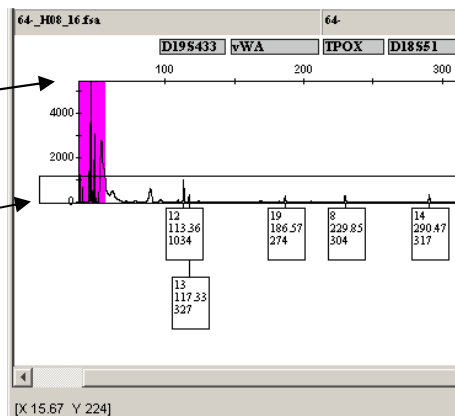 64-_H08_16.fsa 64-
D19S433 vWA TPOX D18S51
100 200 300
4000
2000
0
12 19 8 14
113.36 186.57 229.85 290.47
1034 274 304 317
13
117.33
327
[X 15.67 Y 224]